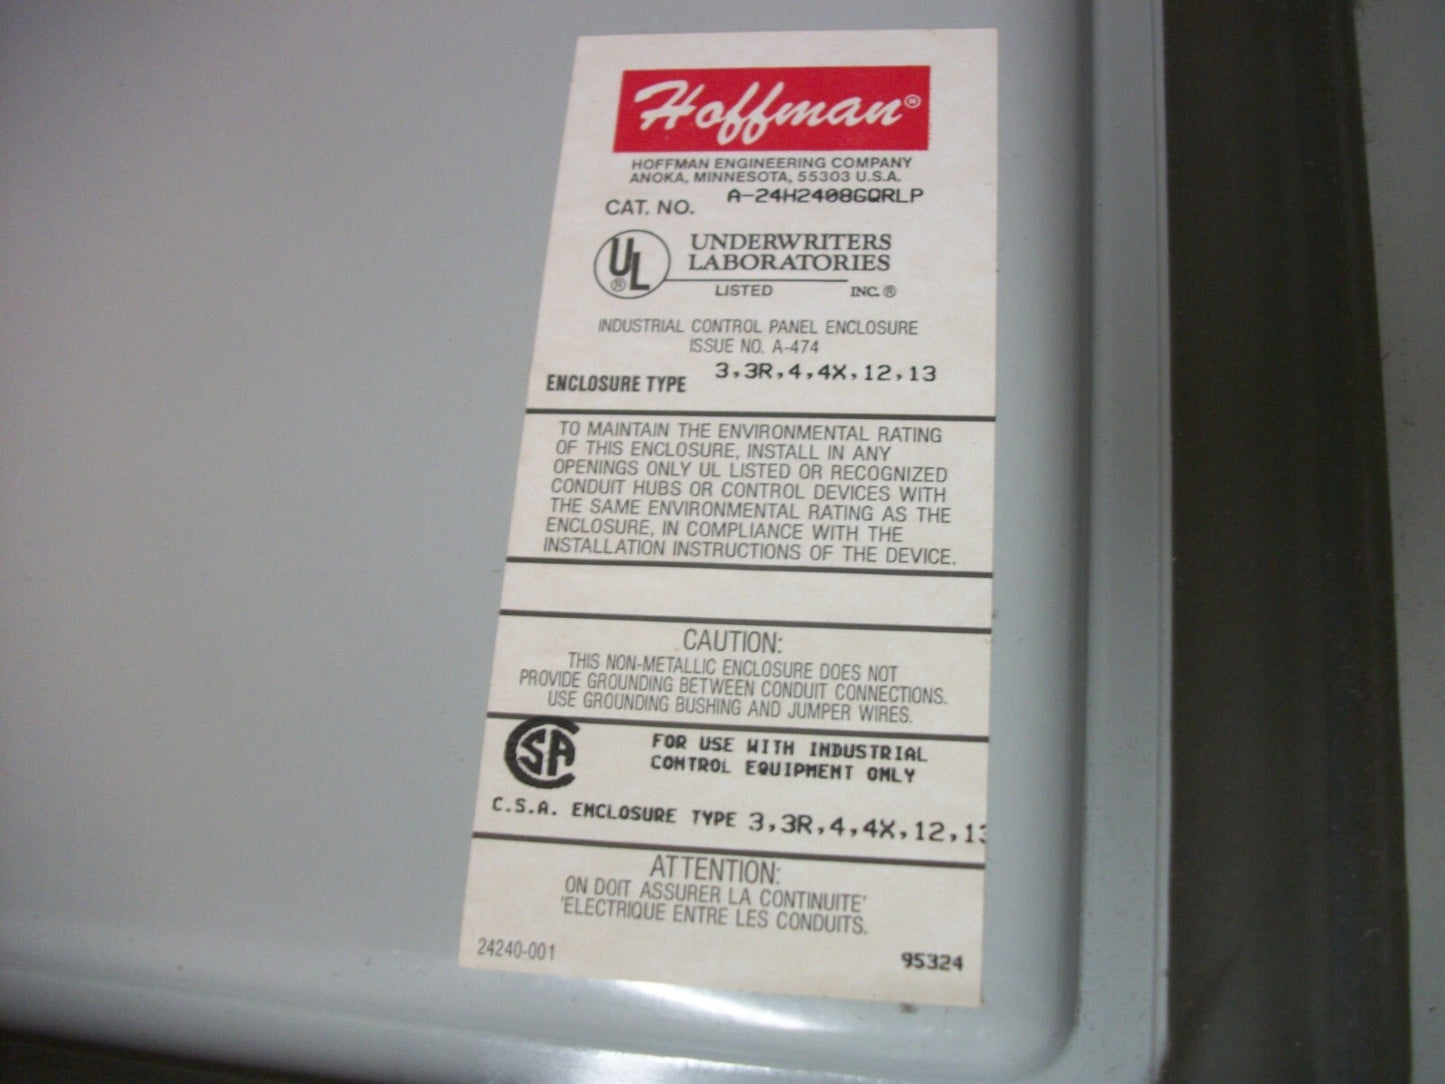 Hoffman®
HOFFMAN ENGINEERING COMPANY
ANOKA, MINNESOTA, 55303 U.S.A.
CAT. NO. A-24H2408GQRLP
UL® UNDERWRITERS
LABORATORIES
LISTED INC.®
INDUSTRIAL CONTROL PANEL ENCLOSURE
ISSUE NO. A-474
ENCLOSURE TYPE 3,3R,4,4X,12,13
TO MAINTAIN THE ENVIRONMENTAL RATING
OF THIS ENCLOSURE, INSTALL IN ANY
OPENINGS ONLY UL LISTED OR RECOGNIZED
CONDUIT HUBS OR CONTROL DEVICES WITH
THE SAME ENVIRONMENTAL RATING AS THE
ENCLOSURE, IN COMPLIANCE WITH THE
INSTALLATION INSTRUCTIONS OF THE DEVICE.
CAUTION:
THIS NON-METALLIC ENCLOSURE DOES NOT
PROVIDE GROUNDING BETWEEN CONDUIT CONNECTIONS.
USE GROUNDING BUSHING AND JUMPER WIRES.
CSA FOR USE WITH INDUSTRIAL
CONTROL EQUIPMENT ONLY
C.S.A. ENCLOSURE TYPE 3,3R,4,4X,12,13
ATTENTION:
ON DOIT ASSURER LA CONTINUITE'
'ELECTRIQUE ENTRE LES CONDUITS.
24240-001 95324